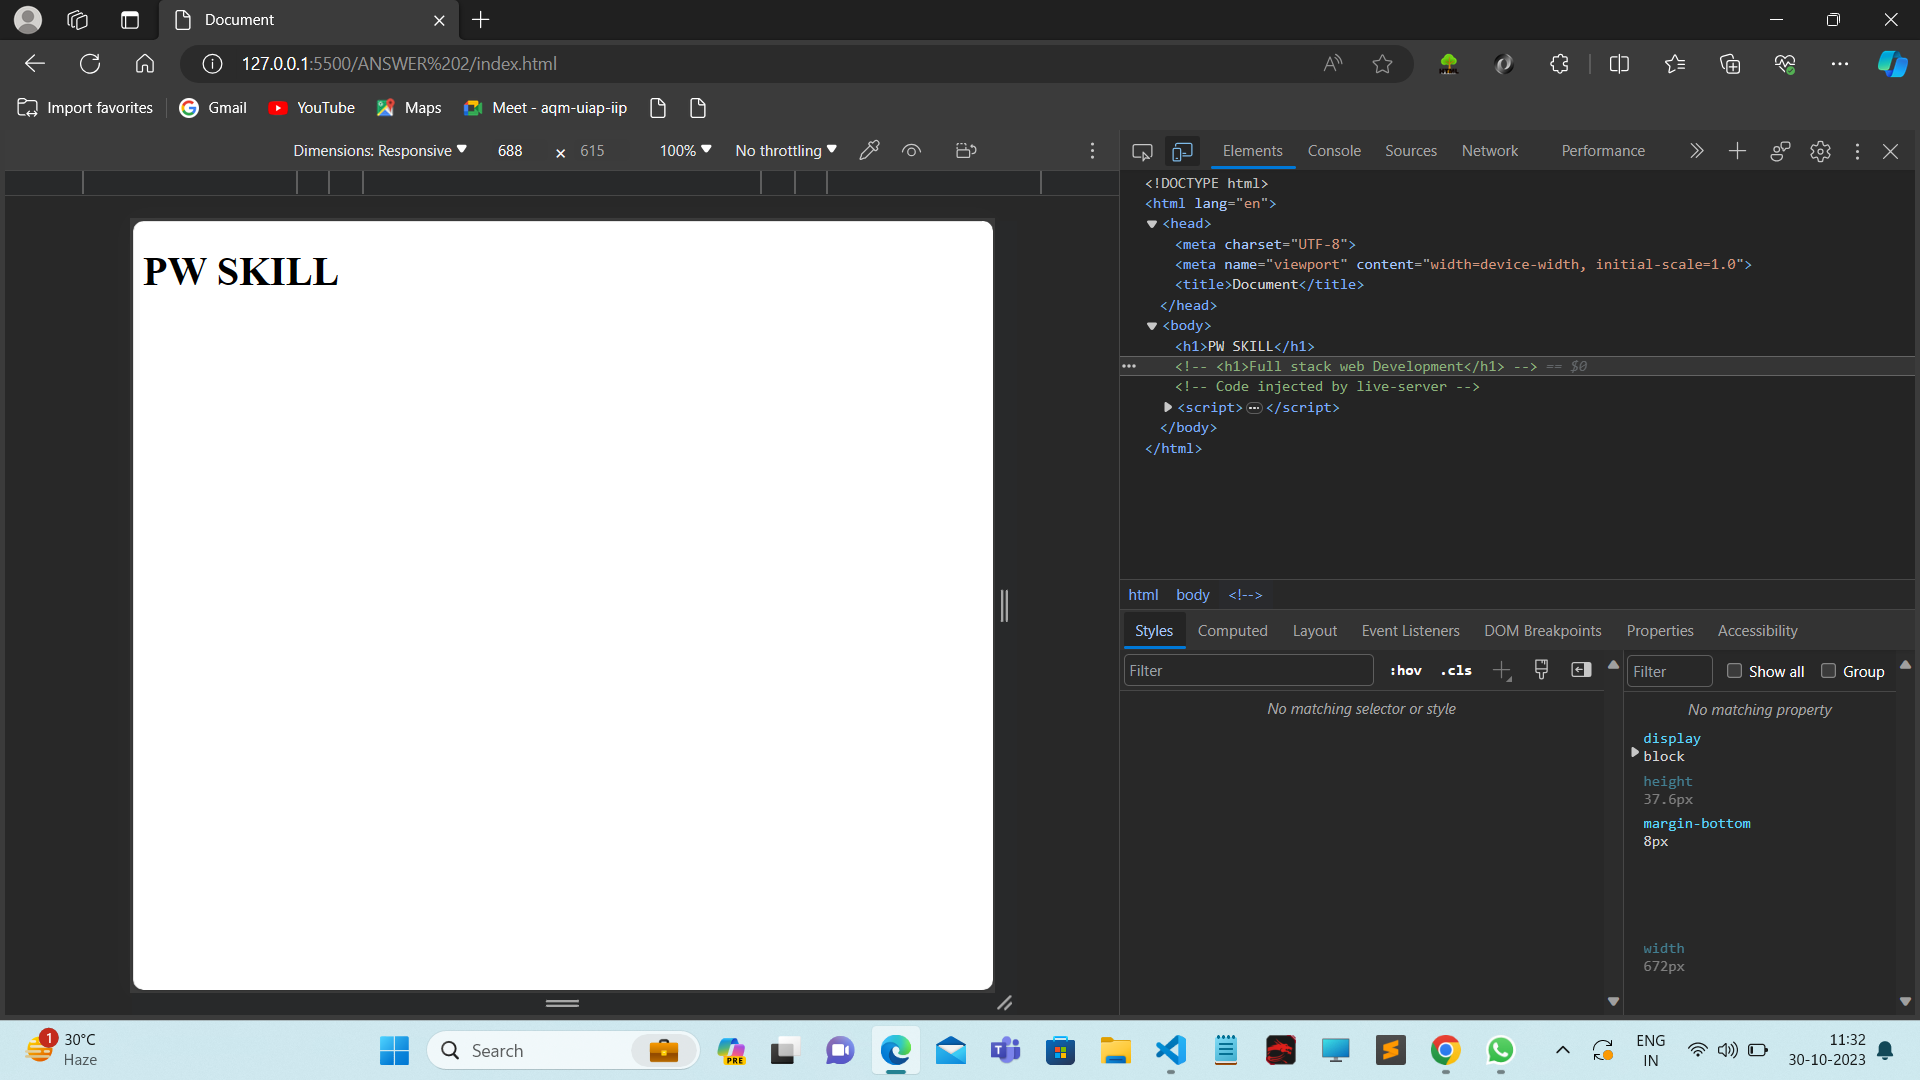 Document
127.0.0.1:5500/ANSWER%202/index.html
Import favorites Gmail YouTube Maps Meet - aqm-uiap-iip
Dimensions: Responsive 688 × 615 100% No throttling
PW SKILL
Elements Console Sources Network Performance
<!DOCTYPE html>
<html lang="en">
<head>
<meta charset="UTF-8">
<meta name="viewport" content="width=device-width, initial-scale=1.0">
<title>Document</title>
</head>
<body>
<h1>PW SKILL</h1>
<!-- <h1>Full stack web Development</h1> --> == $0
<!-- Code injected by live-server -->
<script>…</script>
</body>
</html>
html body <!-->
Styles Computed Layout Event Listeners DOM Breakpoints Properties Accessibility
Filter :hov .cls
No matching selector or style
Filter Show all Group
No matching property
display
block
height
37.6px
margin-bottom
8px
width
672px
1
30°C
Haze
Search
PRE
ENG
IN
11:32
30-10-2023